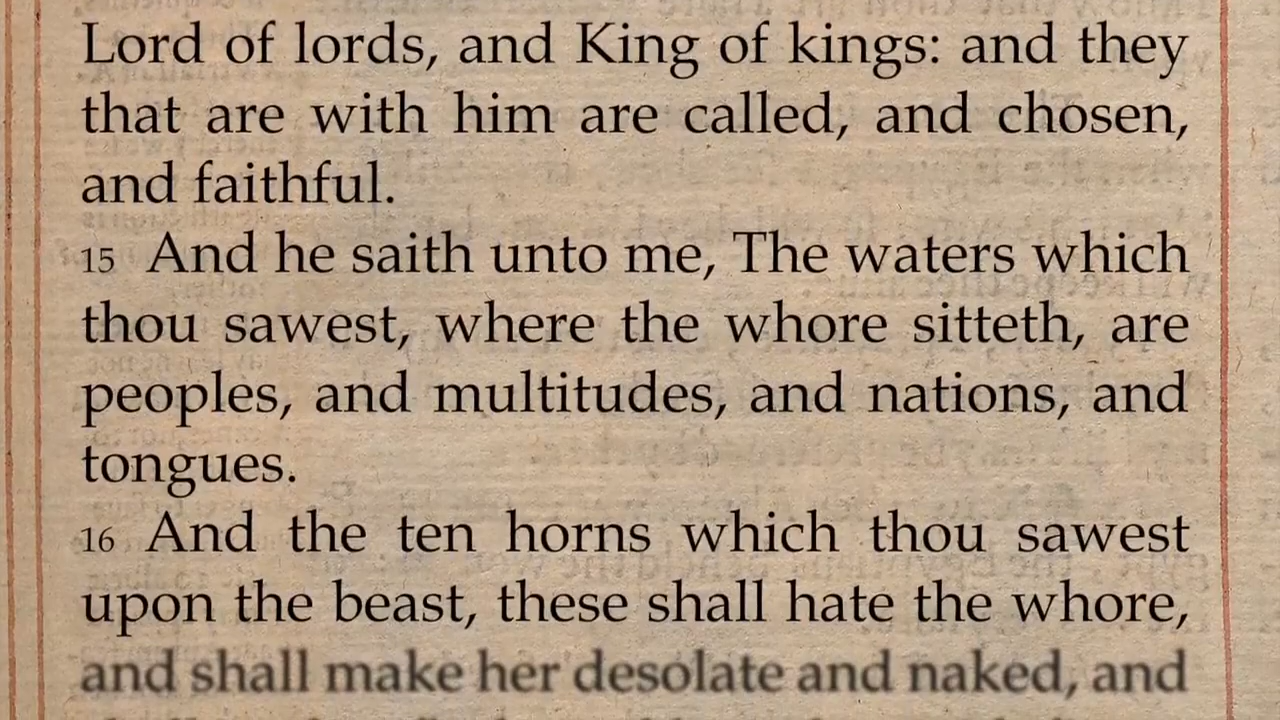 Lord of lords, and King of kings: and they
that are with him are called, and chosen,
and faithful.
15 And he saith unto me, The waters which
thou sawest, where the whore sitteth, are
peoples, and multitudes, and nations, and
tongues.
16 And the ten horns which thou sawest
upon the beast, these shall hate the whore,
and shall make her desolate and naked, and